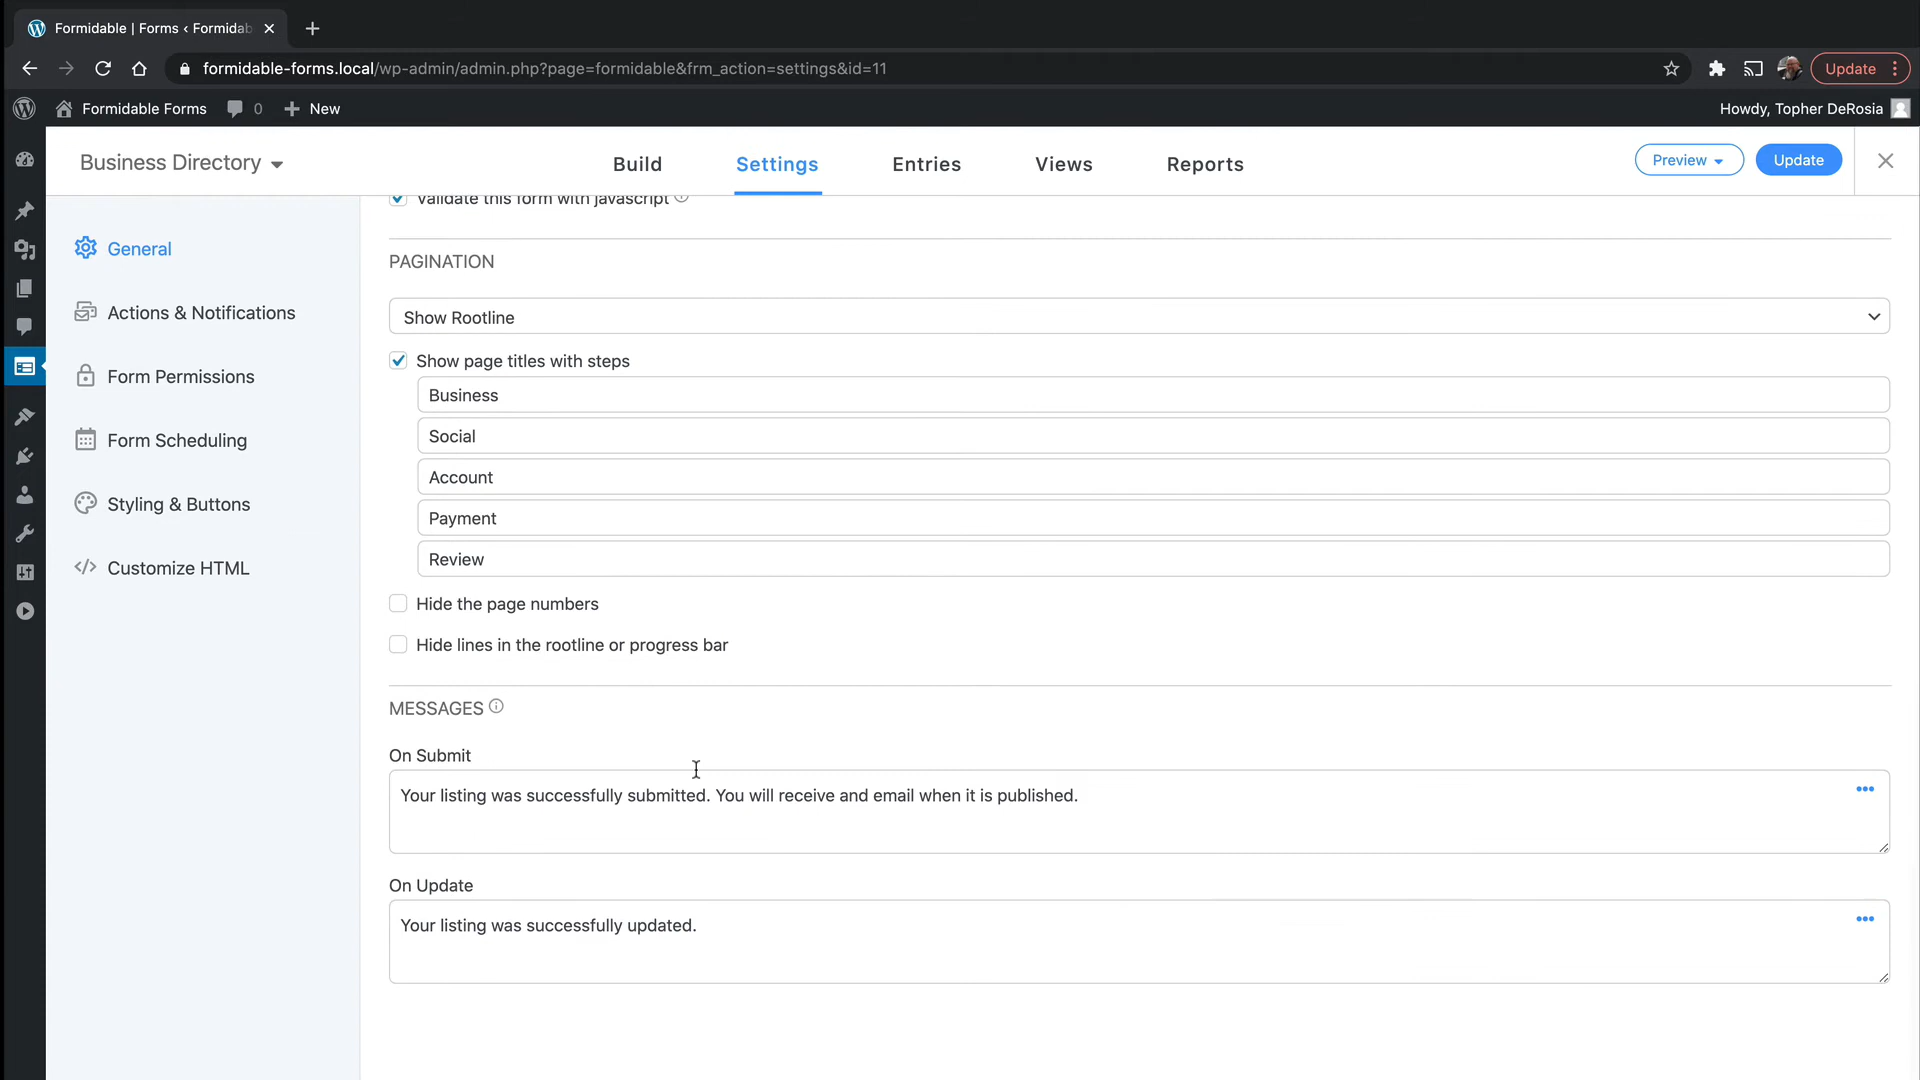 Formidable | Forms ‹ Formidab
formidable-forms.local/wp-admin/admin.php?page=formidable&frm_action=settings&id=11
Update
Formidable Forms
0
New
Howdy, Topher DeRosia
Business Directory
Build
Settings
Entries
Views
Reports
Preview
Update
General
Actions & Notifications
Form Permissions
Form Scheduling
Styling & Buttons
Customize HTML
Validate this form with javascript
PAGINATION
Show Rootline
Show page titles with steps
Business
Social
Account
Payment
Review
Hide the page numbers
Hide lines in the rootline or progress bar
MESSAGES
On Submit
Your listing was successfully submitted. You will receive and email when it is published.
On Update
Your listing was successfully updated.